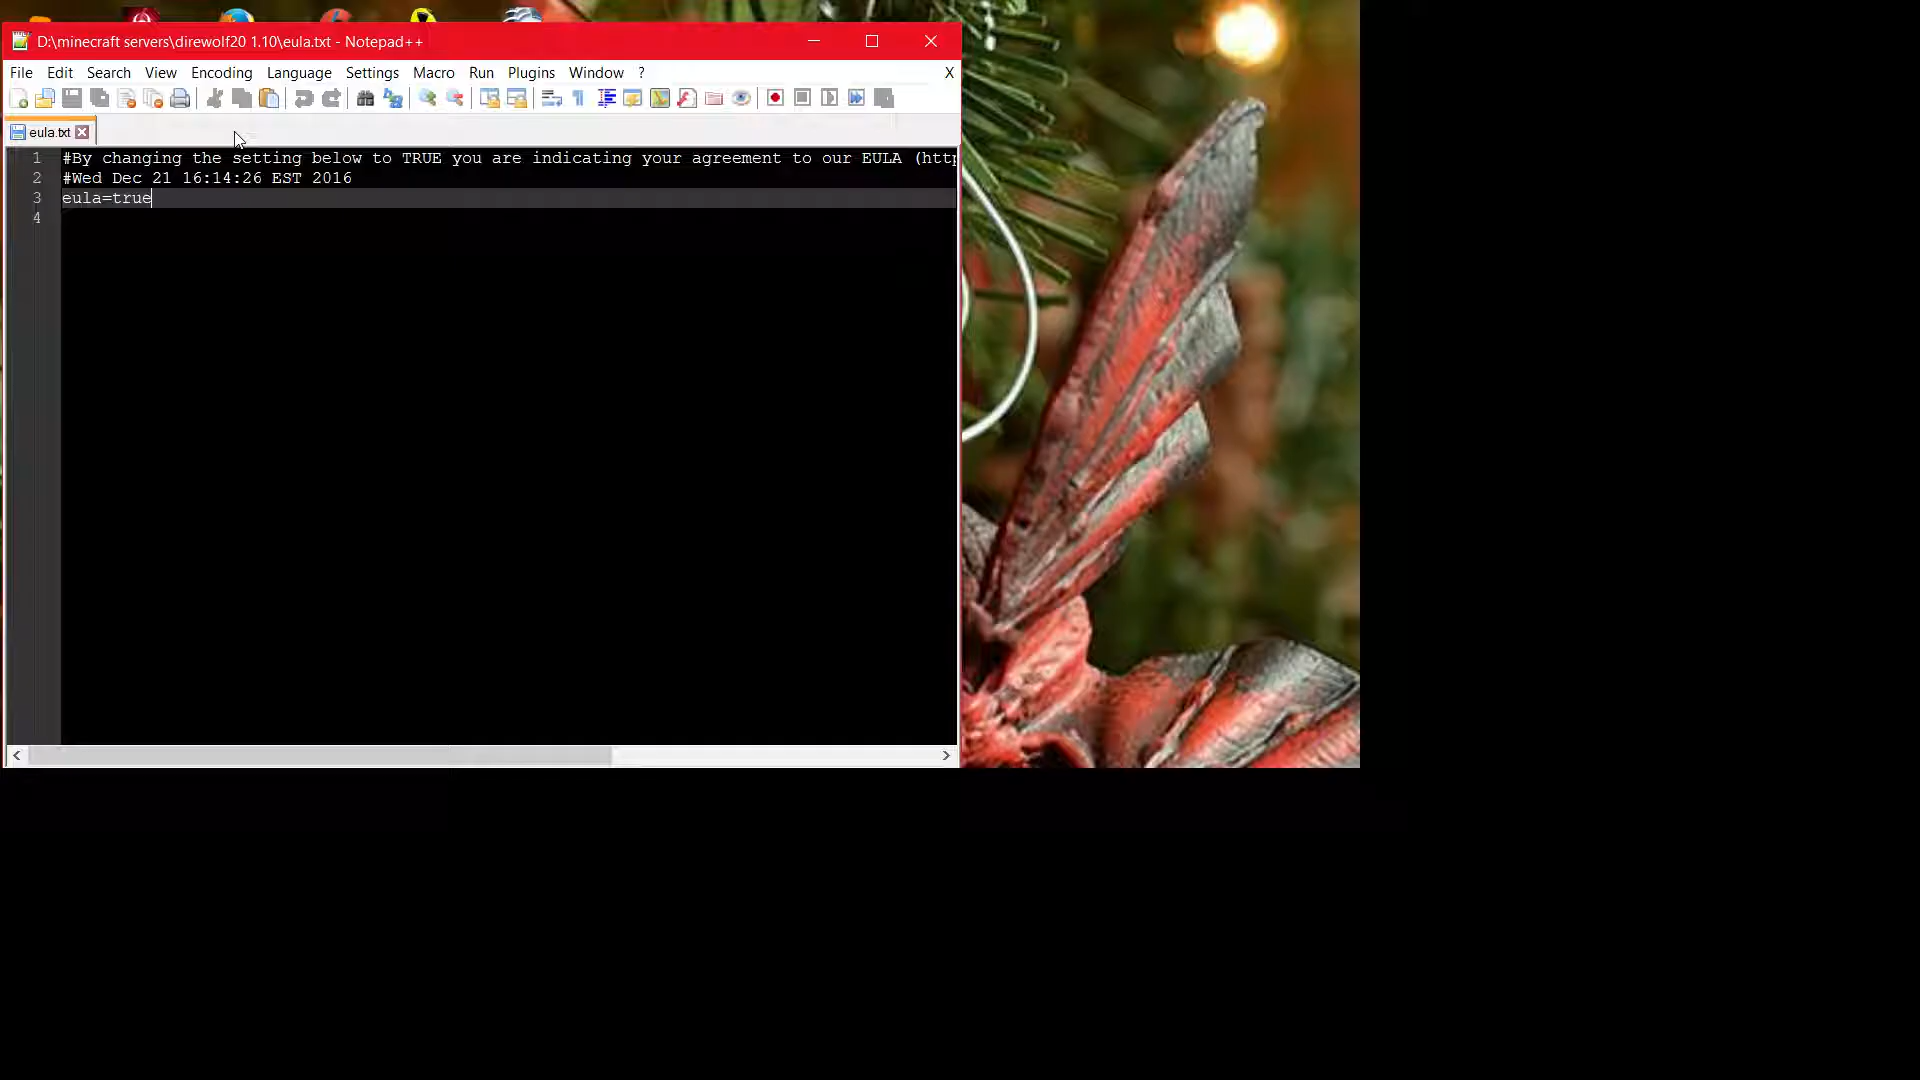 D:\minecraft servers\direwolf20 1.10\eula.txt - Notepad++
File Edit Search View Encoding Language Settings Macro Run Plugins Window ? X
eula.txt
1 #By changing the setting below to TRUE you are indicating your agreement to our EULA (http
2 #Wed Dec 21 16:14:26 EST 2016
3 eula=true
4